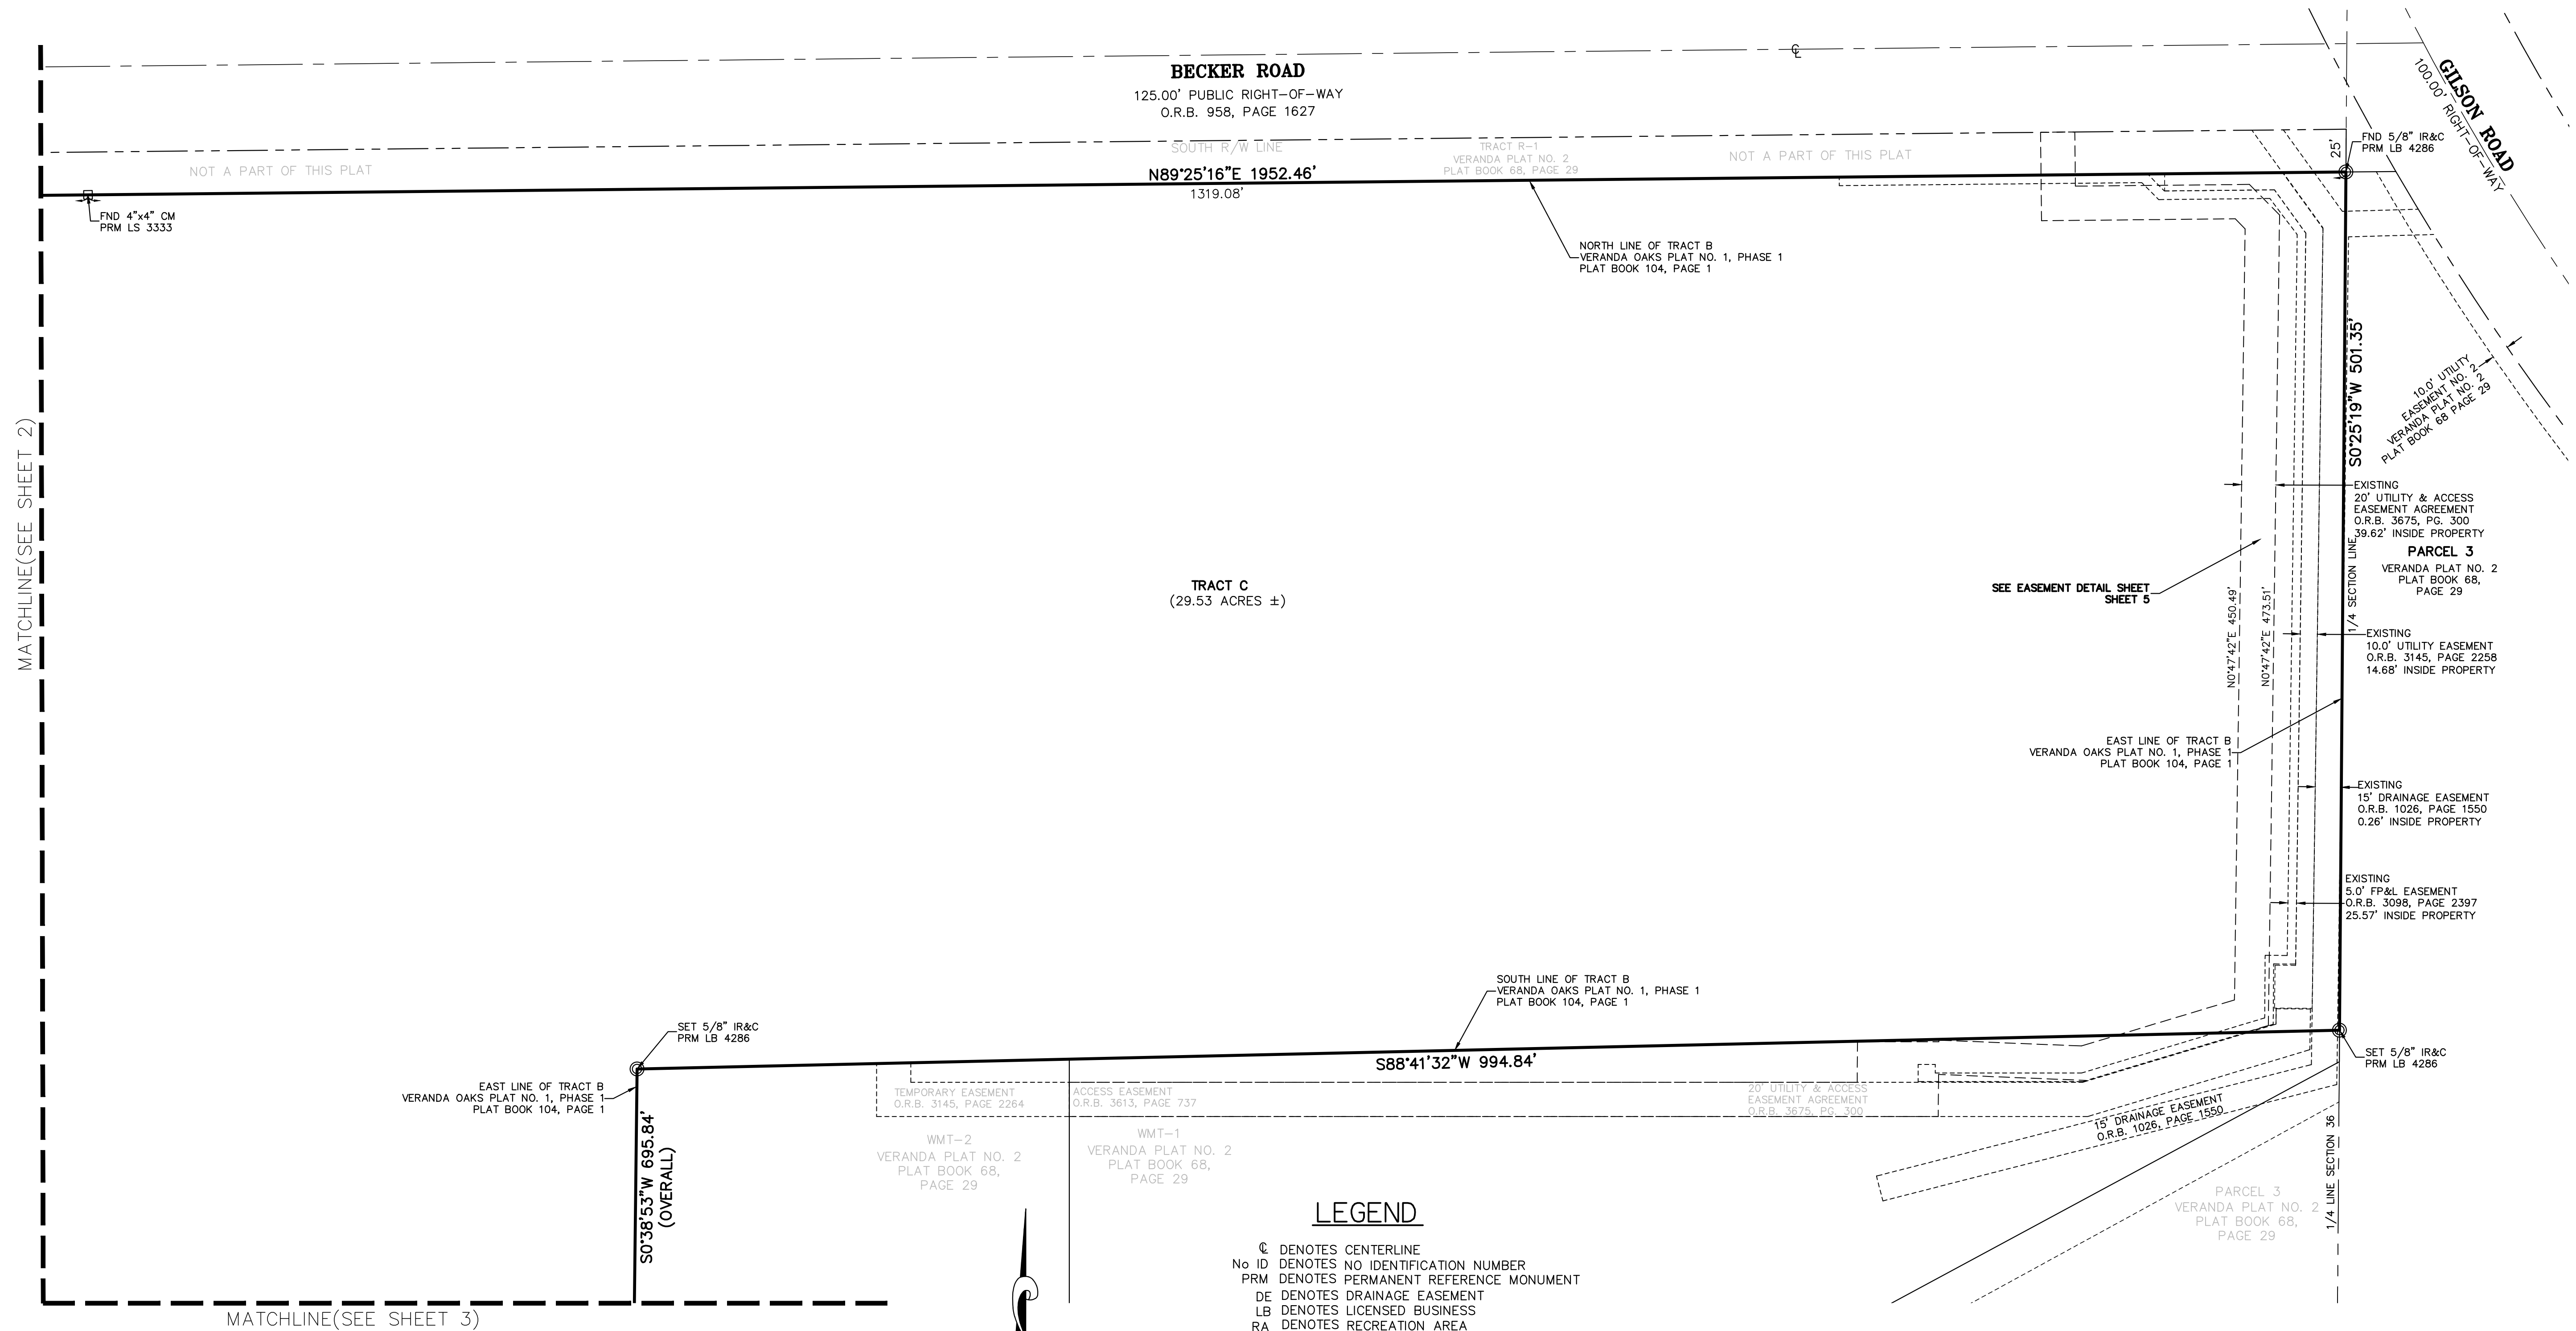 BECKER ROAD
125.00' PUBLIC RIGHT-OF-WAY
O.R.B. 958, PAGE 1627
GILSON ROAD
100.00' RIGHT-OF-WAY
SOUTH R/W LINE
TRACT R-1
VERANDA PLAT NO. 2
PLAT BOOK 68, PAGE 29
NOT A PART OF THIS PLAT
NOT A PART OF THIS PLAT
25'
FND 5/8" IR&C
PRM LB 4286
N89°25'16"E 1952.46'
1319.08'
FND 4"x4" CM
PRM LS 3333
NORTH LINE OF TRACT B
VERANDA OAKS PLAT NO. 1, PHASE 1
PLAT BOOK 104, PAGE 1
S0°25'19"W 501.35'
10.0' UTILITY
EASEMENT NO. 2
VERANDA PLAT NO. 2
PLAT BOOK 68 PAGE 29
MATCHLINE(SEE SHEET 2)
EXISTING
20' UTILITY & ACCESS
EASEMENT AGREEMENT
O.R.B. 3675, PG. 300
39.62' INSIDE PROPERTY
PARCEL 3
VERANDA PLAT NO. 2
PLAT BOOK 68,
PAGE 29
1/4 SECTION LINE
TRACT C
(29.53 ACRES ±)
SEE EASEMENT DETAIL SHEET
SHEET 5
N0°47'42"E 450.49'
N0°47'42"E 473.51'
EXISTING
10.0' UTILITY EASEMENT
O.R.B. 3145, PAGE 2258
14.68' INSIDE PROPERTY
EAST LINE OF TRACT B
VERANDA OAKS PLAT NO. 1, PHASE 1
PLAT BOOK 104, PAGE 1
EXISTING
15' DRAINAGE EASEMENT
O.R.B. 1026, PAGE 1550
0.26' INSIDE PROPERTY
EXISTING
5.0' FP&L EASEMENT
O.R.B. 3098, PAGE 2397
25.57' INSIDE PROPERTY
SOUTH LINE OF TRACT B
VERANDA OAKS PLAT NO. 1, PHASE 1
PLAT BOOK 104, PAGE 1
SET 5/8" IR&C
PRM LB 4286
S88°41'32"W 994.84'
SET 5/8" IR&C
PRM LB 4286
EAST LINE OF TRACT B
VERANDA OAKS PLAT NO. 1, PHASE 1
PLAT BOOK 104, PAGE 1
TEMPORARY EASEMENT
O.R.B. 3145, PAGE 2264
ACCESS EASEMENT
O.R.B. 3613, PAGE 737
20' UTILITY & ACCESS
EASEMENT AGREEMENT
O.R.B. 3675, PG. 300
15' DRAINAGE EASEMENT
O.R.B. 1026, PAGE 1550
S0°38'53"W 695.84'
(OVERALL)
WMT-2
VERANDA PLAT NO. 2
PLAT BOOK 68,
PAGE 29
WMT-1
VERANDA PLAT NO. 2
PLAT BOOK 68,
PAGE 29
1/4 LINE SECTION 36
PARCEL 3
VERANDA PLAT NO. 2
PLAT BOOK 68,
PAGE 29
LEGEND
℄ DENOTES CENTERLINE
No ID DENOTES NO IDENTIFICATION NUMBER
PRM DENOTES PERMANENT REFERENCE MONUMENT
DE DENOTES DRAINAGE EASEMENT
LB DENOTES LICENSED BUSINESS
RA DENOTES RECREATION AREA
MATCHLINE(SEE SHEET 3)